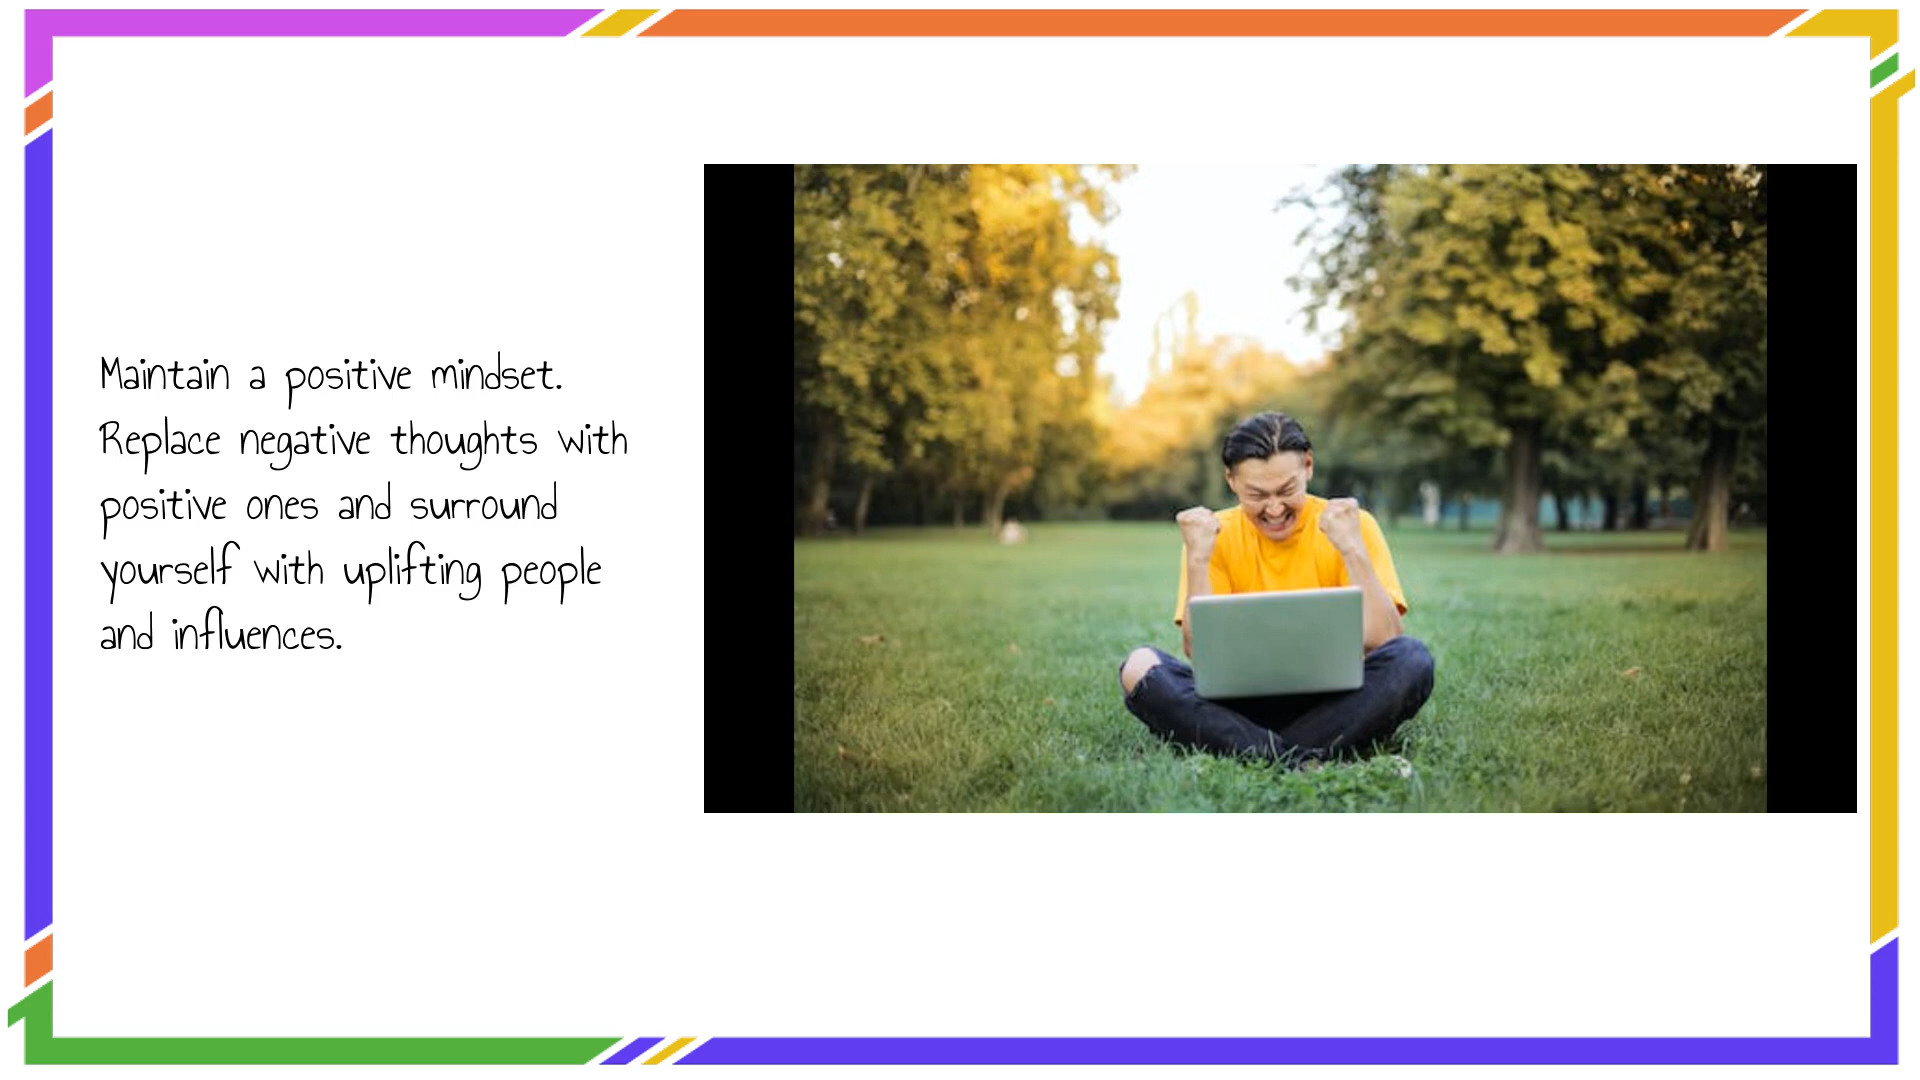 Maintain a positive mindset.
Replace negative thoughts with
positive ones and surround
yourself with uplifting people
and influences.